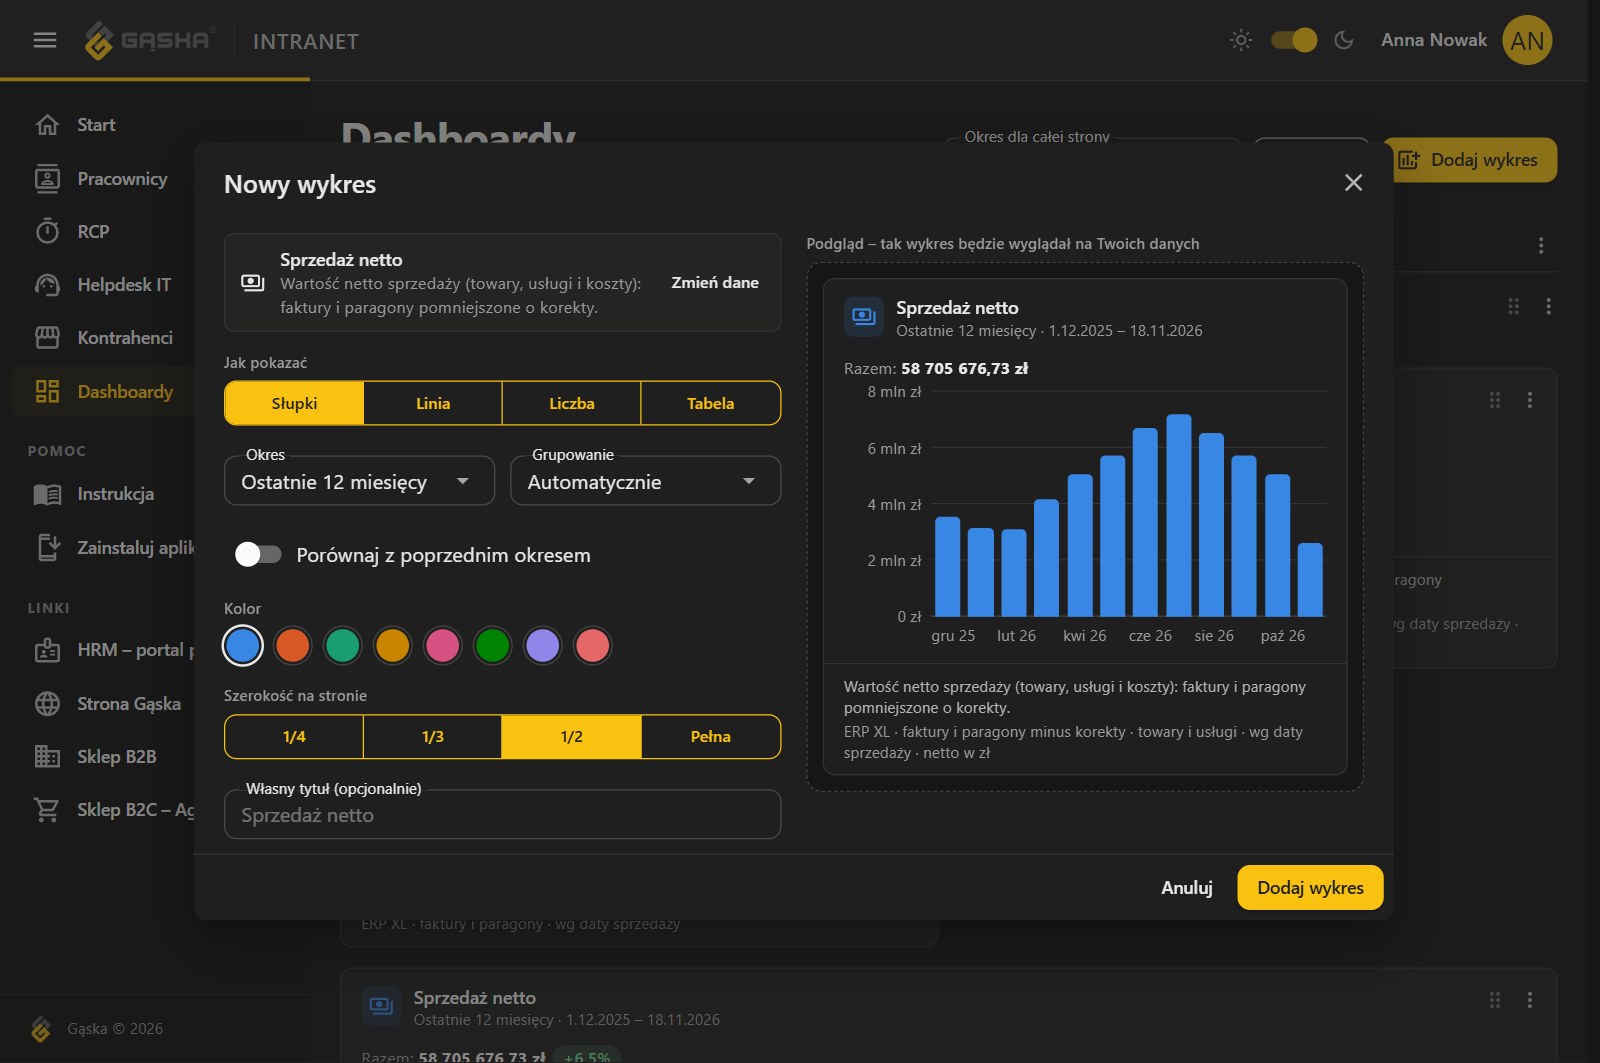 GĄSKA®
INTRANET
Anna Nowak
AN
Start
Pracownicy
RCP
Helpdesk IT
Kontrahenci
Dashboardy
POMOC
Instrukcja
Zainstaluj aplik
LINKI
HRM – portal p
Strona Gąska
Sklep B2B
Sklep B2C – Ag
Gąska © 2026
Dashboardy
Okres dla całej strony
Dodaj wykres
Nowy wykres
Sprzedaż netto
Wartość netto sprzedaży (towary, usługi i koszty):
faktury i paragony pomniejszone o korekty.
Zmień dane
Jak pokazać
Słupki
Linia
Liczba
Tabela
Okres
Ostatnie 12 miesięcy
Grupowanie
Automatycznie
Porównaj z poprzednim okresem
Kolor
Szerokość na stronie
1/4
1/3
1/2
Pełna
Własny tytuł (opcjonalnie)
Sprzedaż netto
Podgląd – tak wykres będzie wyglądał na Twoich danych
Sprzedaż netto
Ostatnie 12 miesięcy · 1.12.2025 – 18.11.2026
Razem: 58 705 676,73 zł
8 mln zł
6 mln zł
4 mln zł
2 mln zł
0 zł
gru 25
lut 26
kwi 26
cze 26
sie 26
paź 26
Wartość netto sprzedaży (towary, usługi i koszty): faktury i paragony
pomniejszone o korekty.
ERP XL · faktury i paragony minus korekty · towary i usługi · wg daty
sprzedaży · netto w zł
Anuluj
Dodaj wykres
ragony
wg daty sprzedaży ·
ERP XL · faktury i paragony · wg daty sprzedaży
Sprzedaż netto
Ostatnie 12 miesięcy · 1.12.2025 – 18.11.2026
Razem: 58 705 676,73 zł
+6,5%